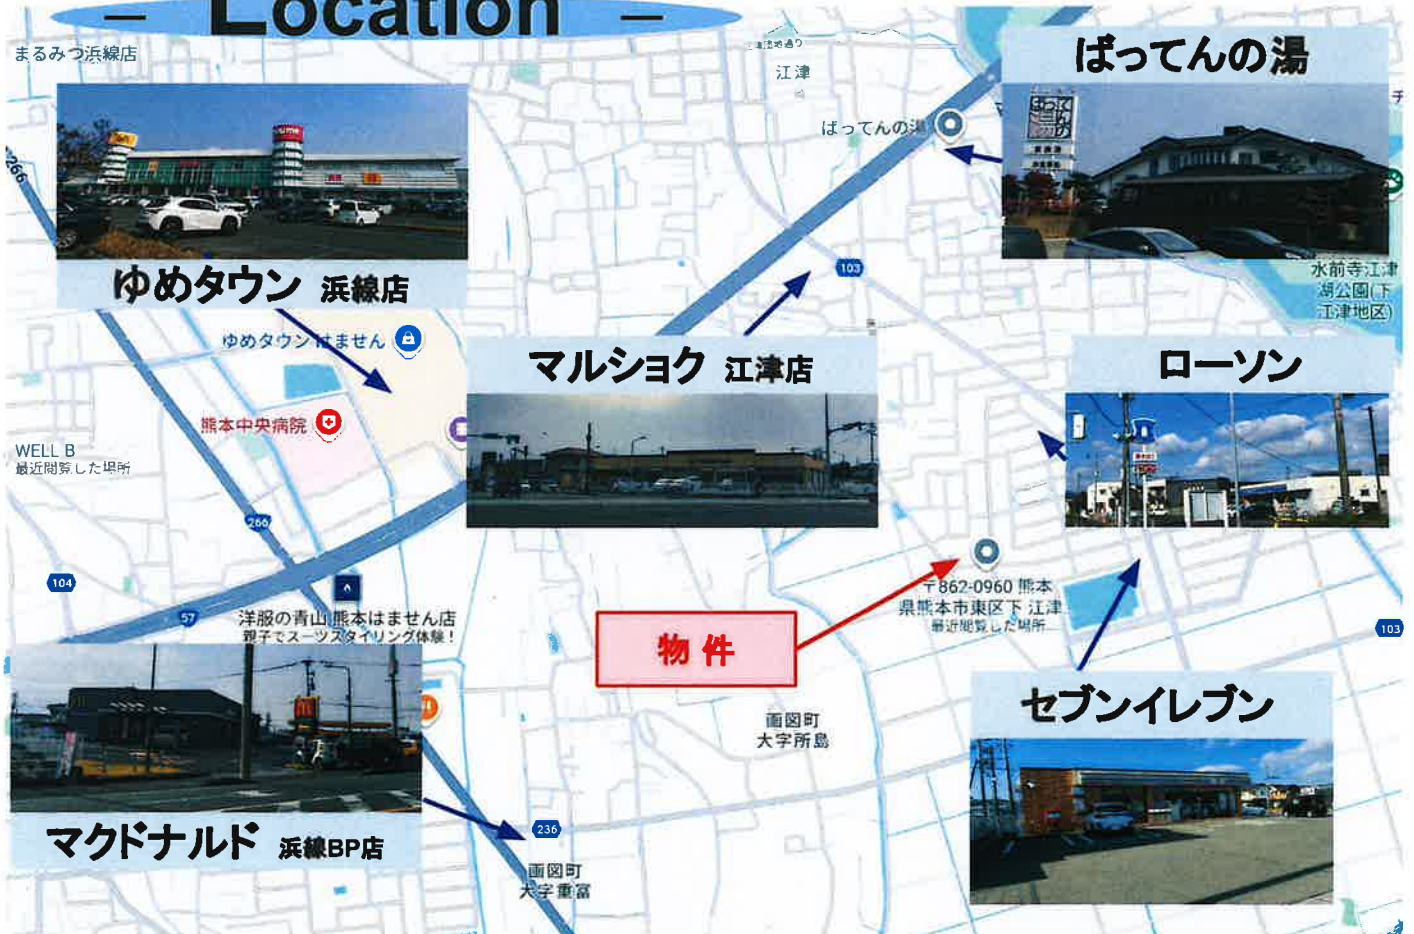 — Location —
まるみつ浜線店
江津
ばってんの湯
ばってんの湯
266
ゆめタウン 浜線店
103
水前寺江津
湖公園(下
江津地区)
ゆめタウン はません
マルショク 江津店
ローソン
熊本中央病院
WELL B
最近閲覧した場所
266
104
57
洋服の青山 熊本はません店
親子でスーツスタイリング体験！
〒862-0960 熊本
県熊本市東区下 江津
最近閲覧した場所
103
物件
セブンイレブン
画図町
大字所島
マクドナルド 浜線BP店
236
画図町
大字重富